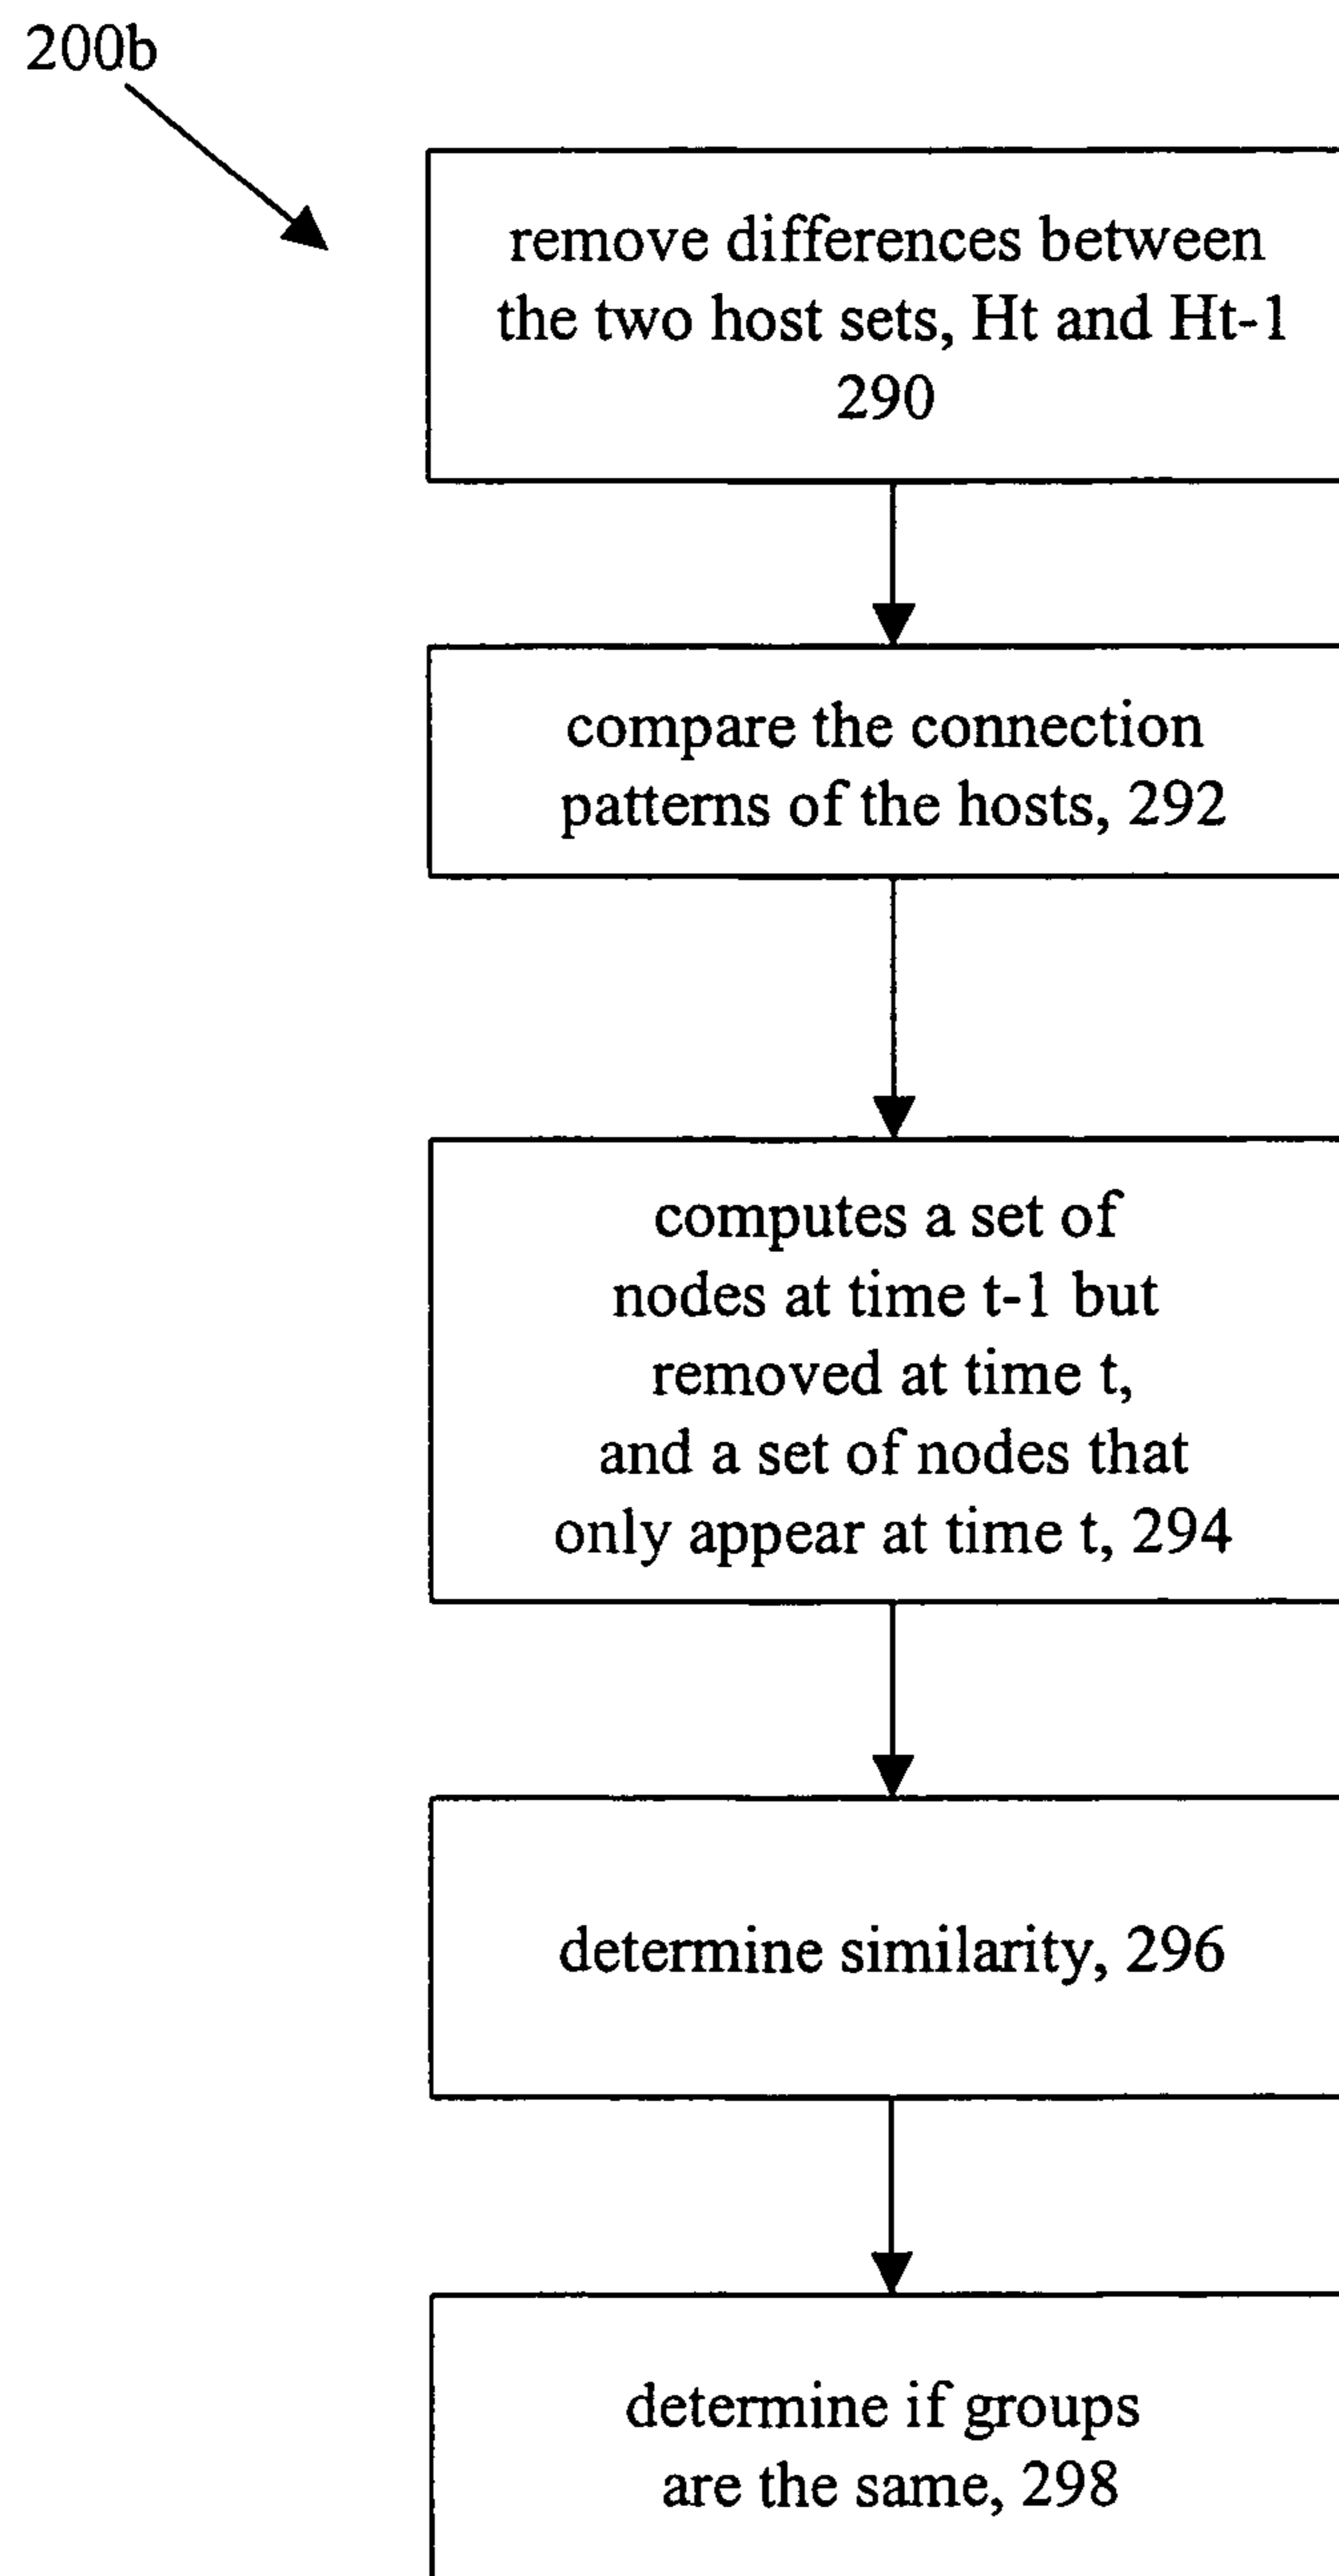 200b
remove differences between
the two host sets, Ht and Ht-1
290
compare the connection
patterns of the hosts, 292
computes a set of
nodes at time t-1 but
removed at time t,
and a set of nodes that
only appear at time t, 294
determine similarity, 296
determine if groups
are the same, 298